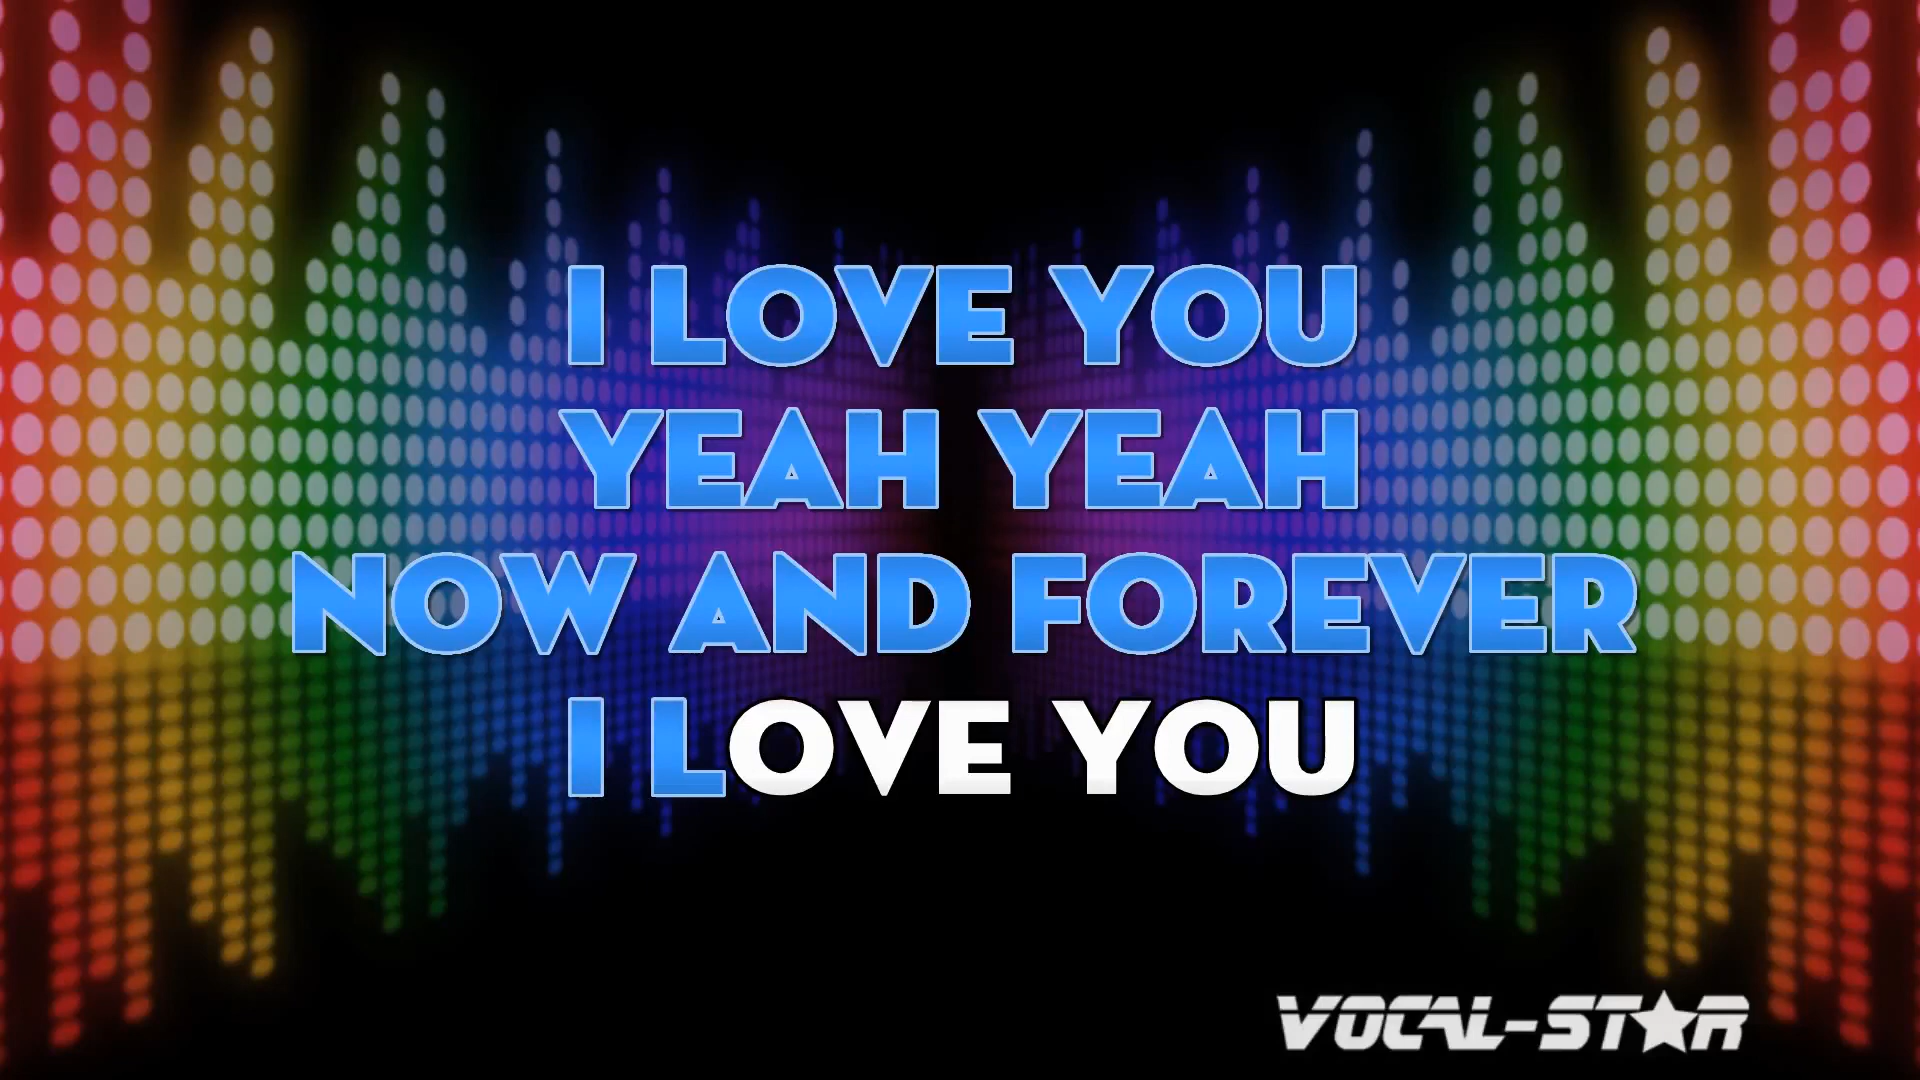 I LOVE YOU
YEAH YEAH
NOW AND FOREVER
I LOVE YOU
VOCAL-STAR